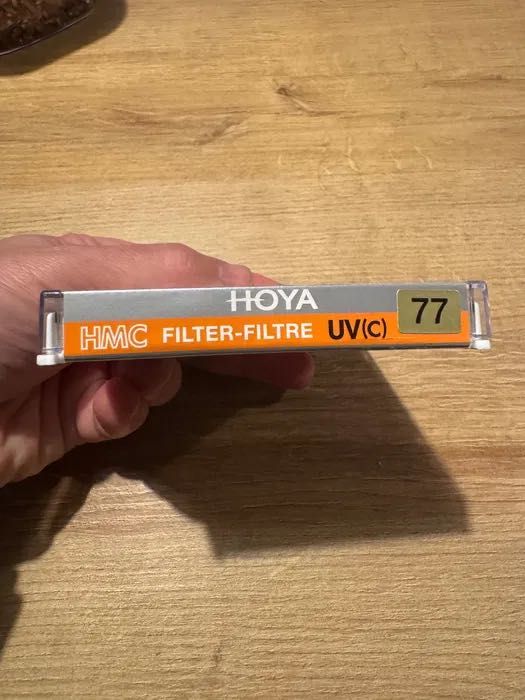 HOYA
HMC FILTER-FILTRE UV(C) 77